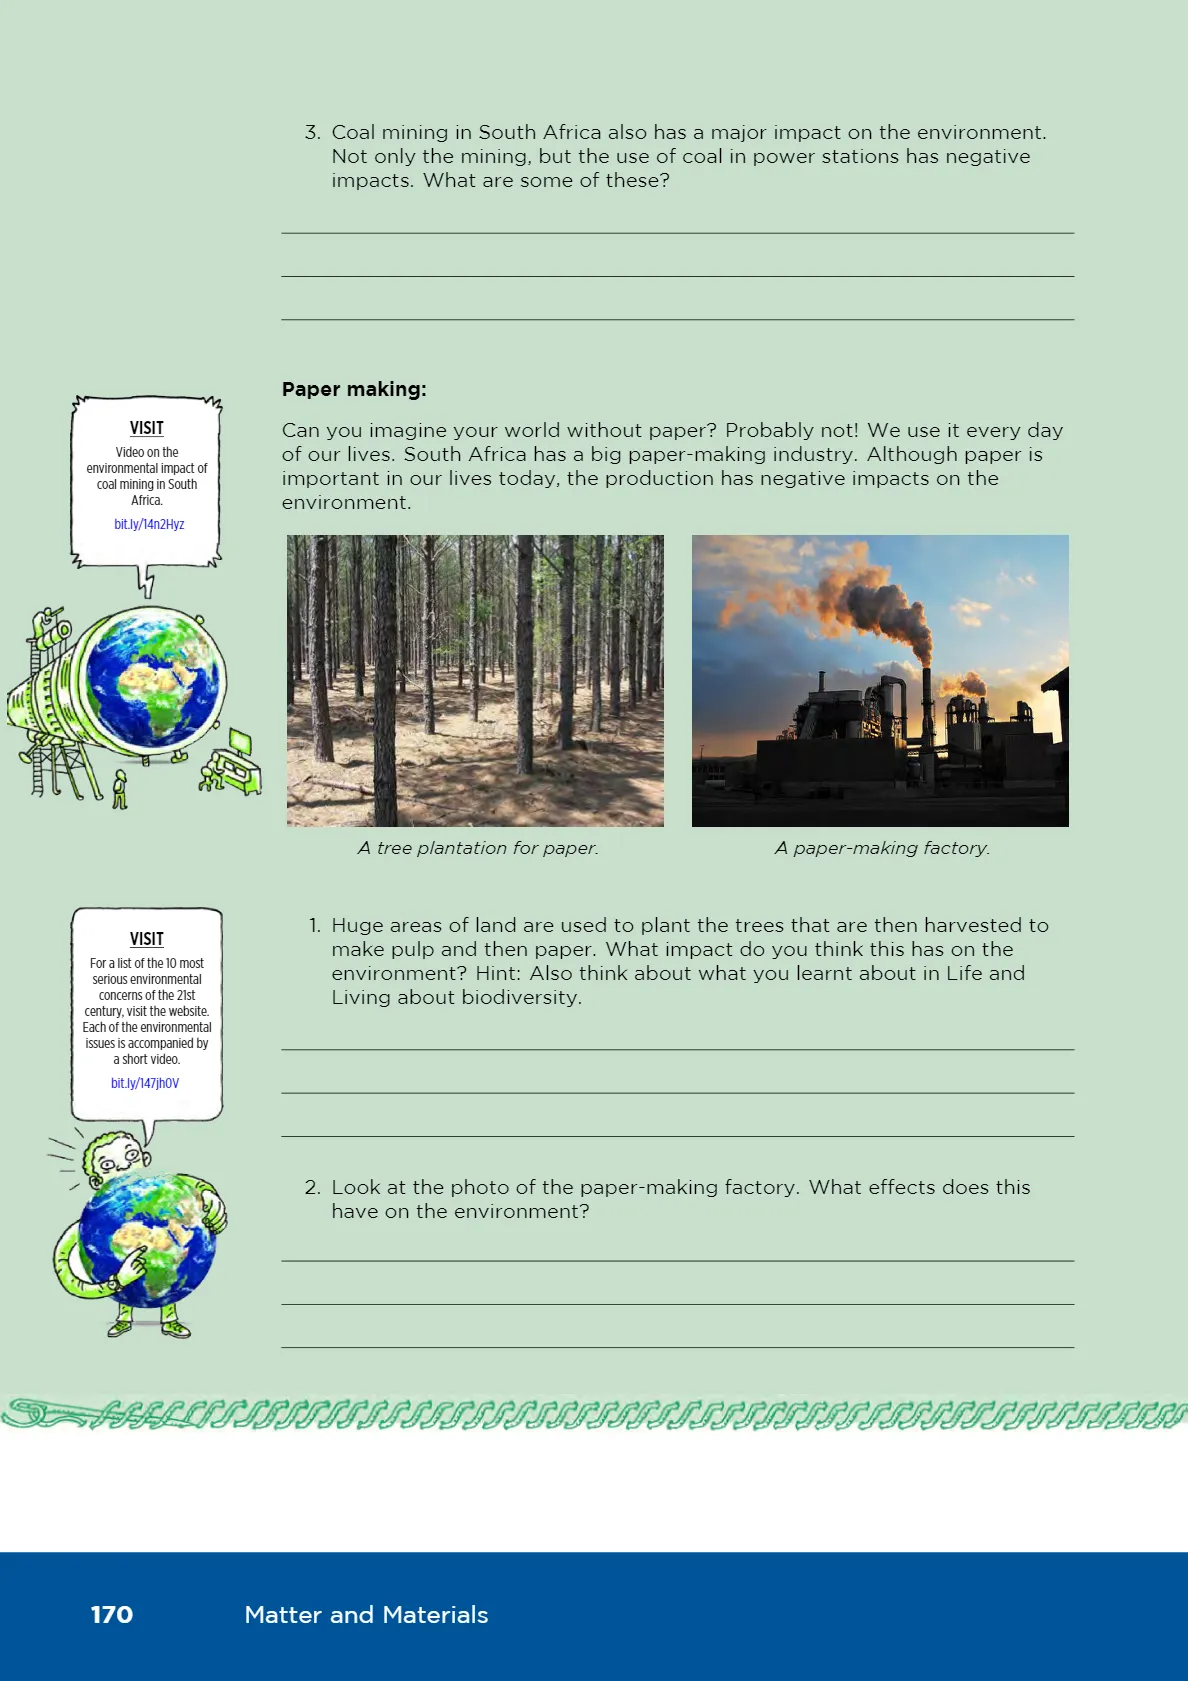 3. Coal mining in South Africa also has a major impact on the environment.
Not only the mining, but the use of coal in power stations has negative
impacts. What are some of these?
Paper making:
Can you imagine your world without paper? Probably not! We use it every day
of our lives. South Africa has a big paper-making industry. Although paper is
important in our lives today, the production has negative impacts on the
environment.
VISIT
Video on the
environmental impact of
coal mining in South
Africa.
bit.ly/14n2Hyz
A tree plantation for paper.
A paper-making factory.
VISIT
For a list of the 10 most
serious environmental
concerns of the 21st
century, visit the website.
Each of the environmental
issues is accompanied by
a short video.
bit.ly/147jh0V
1. Huge areas of land are used to plant the trees that are then harvested to
make pulp and then paper. What impact do you think this has on the
environment? Hint: Also think about what you learnt about in Life and
Living about biodiversity.
2. Look at the photo of the paper-making factory. What effects does this
have on the environment?
170
Matter and Materials